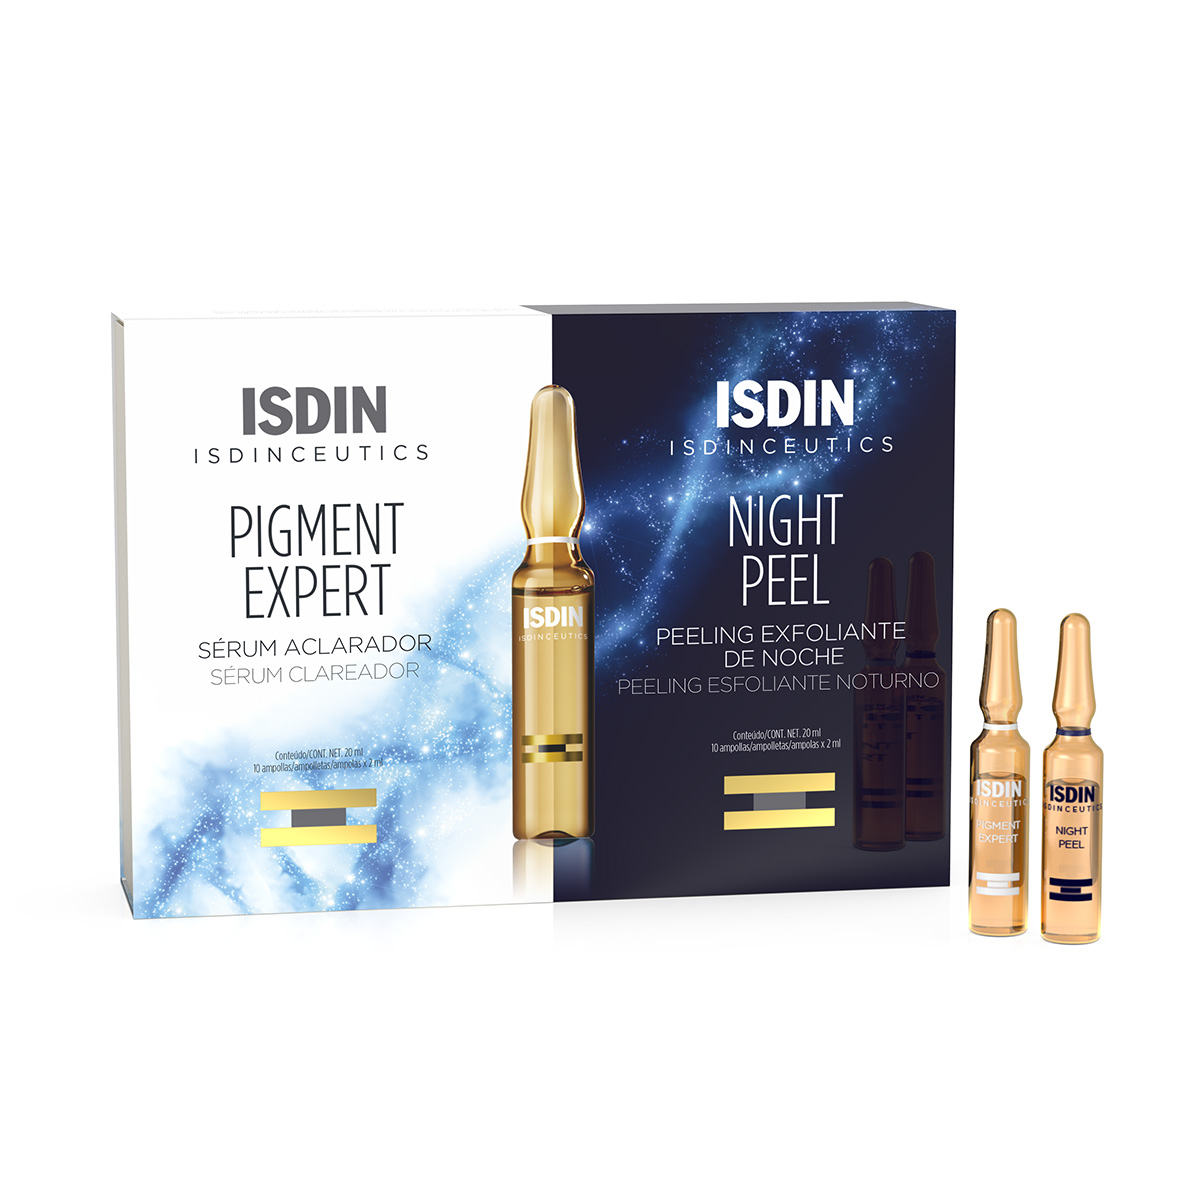 ISDIN
ISDINCEUTICS
PIGMENT
EXPERT
SÉRUM ACLARADOR
SÉRUM CLAREADOR
Conteúdo/CONT. NET. 20 ml
10 ampollas/ampolletas/ampolas x 2 ml
ISDIN
ISDINCEUTICS
ISDIN
ISDINCEUTICS
NIGHT
PEEL
PEELING EXFOLIANTE
DE NOCHE
PEELING ESFOLIANTE NOTURNO
Conteúdo/CONT. NET. 20 ml
10 ampollas/ampolletas/ampolas x 2 ml
ISDIN
ISDINCEUTIC
PIGMENT
EXPERT
ISDIN
ISDINCEUTICS
NIGHT
PEEL